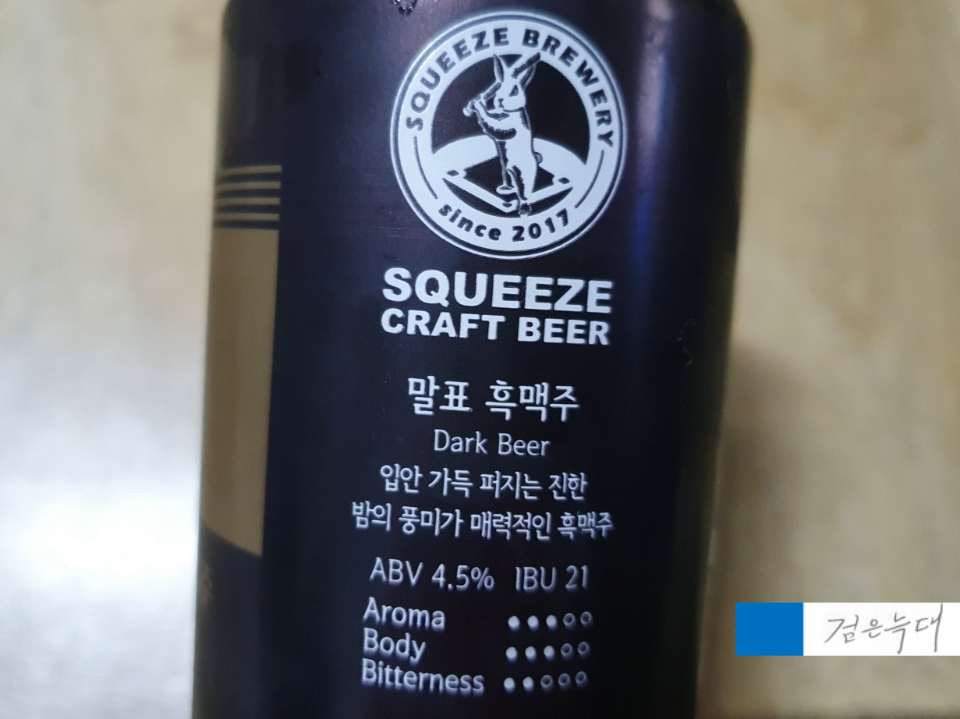 SQUEEZE BREWERY
since 2017
SQUEEZE
CRAFT BEER
말표 흑맥주
Dark Beer
입안 가득 퍼지는 진한
밤의 풍미가 매력적인 흑맥주
ABV 4.5% IBU 21
Aroma
Body
Bitterness
검은늑대